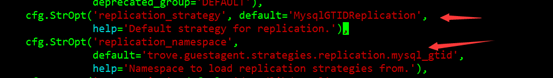 deprecated_group='DEFAULT'),
cfg.StrOpt('replication_strategy', default='MysqlGTIDReplication',
help='Default strategy for replication.'),
cfg.StrOpt('replication_namespace',
default='trove.guestagent.strategies.replication.mysql_gtid',
help='Namespace to load replication strategies from.'),